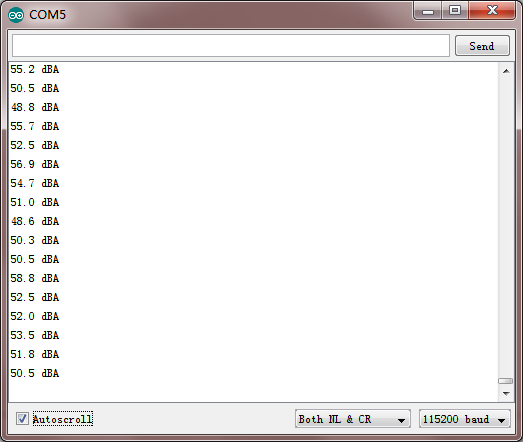 COM5
Send
55.2 dBA
50.5 dBA
48.8 dBA
55.7 dBA
52.5 dBA
56.9 dBA
54.7 dBA
51.0 dBA
48.6 dBA
50.3 dBA
50.5 dBA
58.8 dBA
52.5 dBA
52.0 dBA
53.5 dBA
51.8 dBA
50.5 dBA
Autoscroll
Both NL & CR
115200 baud